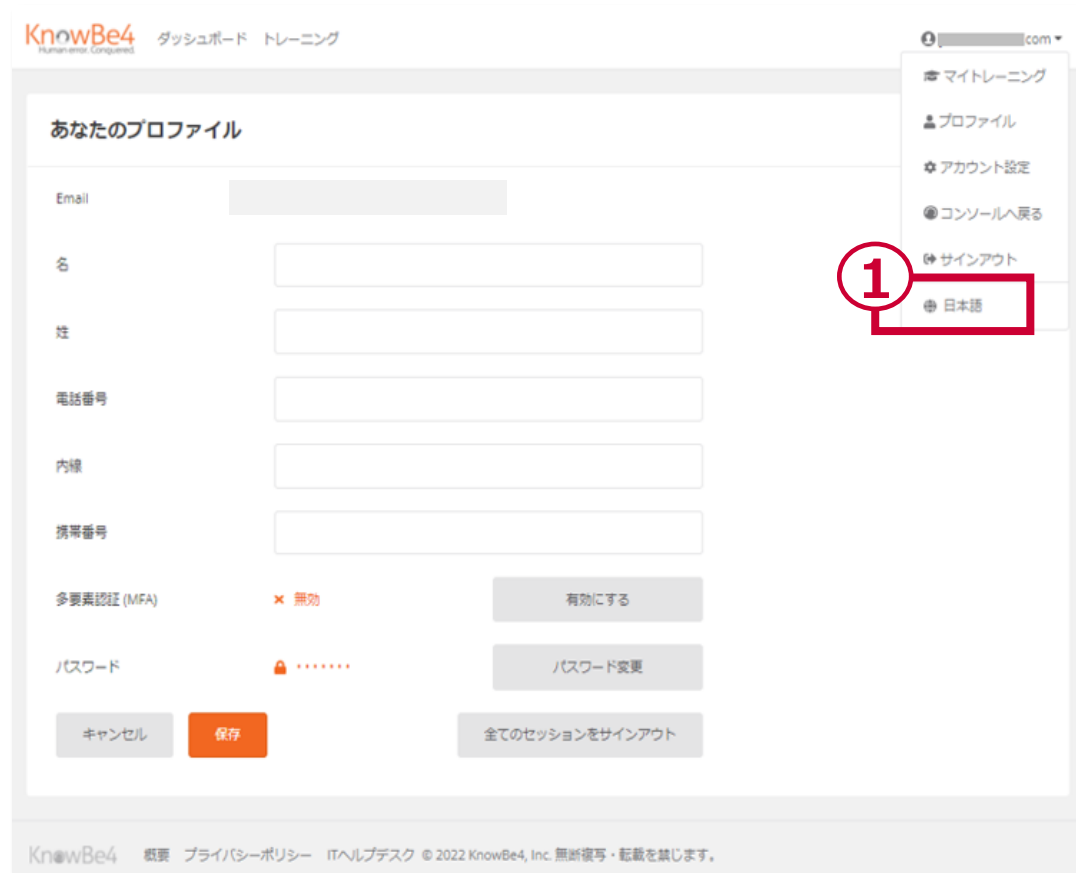 KnowBe4 ダッシュボード トレーニング com
Human error. Conquered.
マイトレーニング
あなたのプロファイル
プロファイル
アカウント設定
Email
コンソールへ戻る
名
サインアウト
1
日本語
姓
電話番号
内線
携帯番号
多要素認証 (MFA) × 無効 有効にする
パスワード ・・・・・・・ パスワード変更
キャンセル 保存 全てのセッションをサインアウト
KnowBe4 概要 プライバシーポリシー ITヘルプデスク © 2022 KnowBe4, Inc. 無断複写・転載を禁じます。